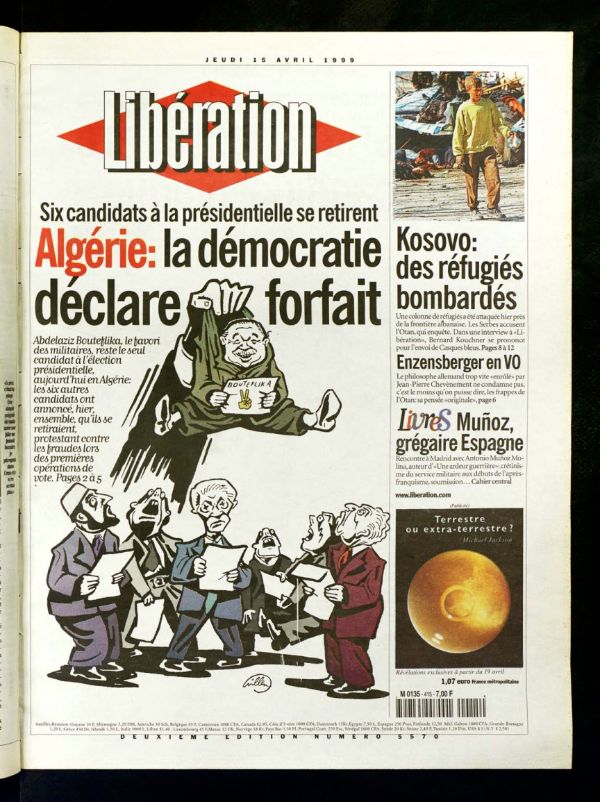 JEUDI 15 AVRIL 1999
Libération
Six candidats à la présidentielle se retirent
Algérie: la démocratie
déclare forfait
Abdelaziz Bouteflika, le favori
des militaires, reste le seul
candidat à l'élection
présidentielle,
aujourd'hui en Algérie:
les six autres
candidats ont
annoncé, hier,
ensemble, qu'ils se
retiraient,
protestant contre
les fraudes lors
des premières
opérations de
vote. Pages 2 à 5
BOUTEFLIKA
Willem
Kosovo:
des réfugiés
bombardés
Une colonne de réfugiés a été attaquée hier près
de la frontière albanaise. Les Serbes accusent
l'Otan, qui enquête. Dans une interview à «Li-
bération», Bernard Kouchner se prononce
pour l'envoi de Casques bleus. Pages 8 à 12
Enzensberger en VO
Le philosophe allemand trop vite «enrôlé» par
Jean-Pierre Chevènement ne condamne pas,
c'est le moins qu'on puisse dire, les frappes de
l'Otan: sa pensée «originale», page 6
Livres Muñoz,
grégaire Espagne
Rencontre à Madrid avec Antonio Muñoz Mo-
lina, auteur d'«Une ardeur guerrière»: crétinis-
me du service militaire aux débuts de l'après-
franquisme, soumission... Cahier central
www.liberation.com
(Publicité)
Terrestre
ou extra-terrestre?
Michael Jackson
Révélations exclusives à partir du 19 avril
1,07 euro France métropolitaine
M 0135 - 415 - 7,00 F
DEUXIEME EDITION NUMERO 5570